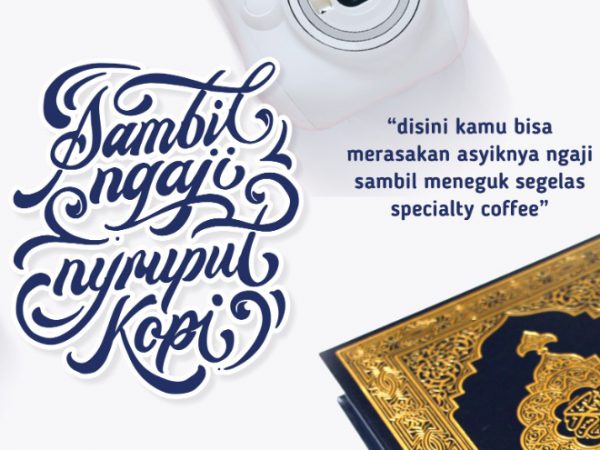 Sambil
ngaji
nyruput
Kopi
“disini kamu bisa
merasakan asyiknya ngaji
sambil meneguk segelas
specialty coffee”